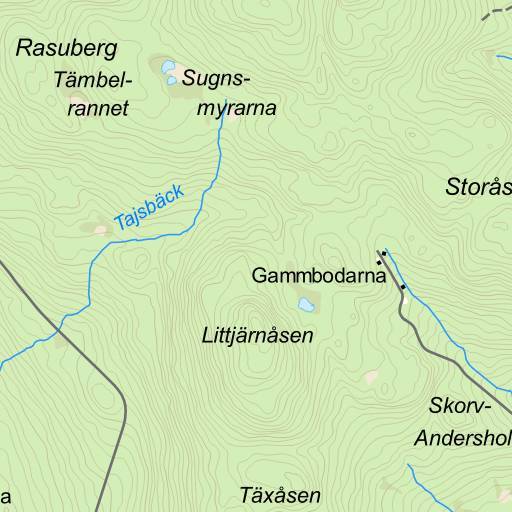 Rasuberg
Tämbel-
rannet
Sugns-
myrarna
Tajsbäck
Storås
Gammbodarna
Littjärnåsen
Skorv-
Andershol
Täxåsen
a